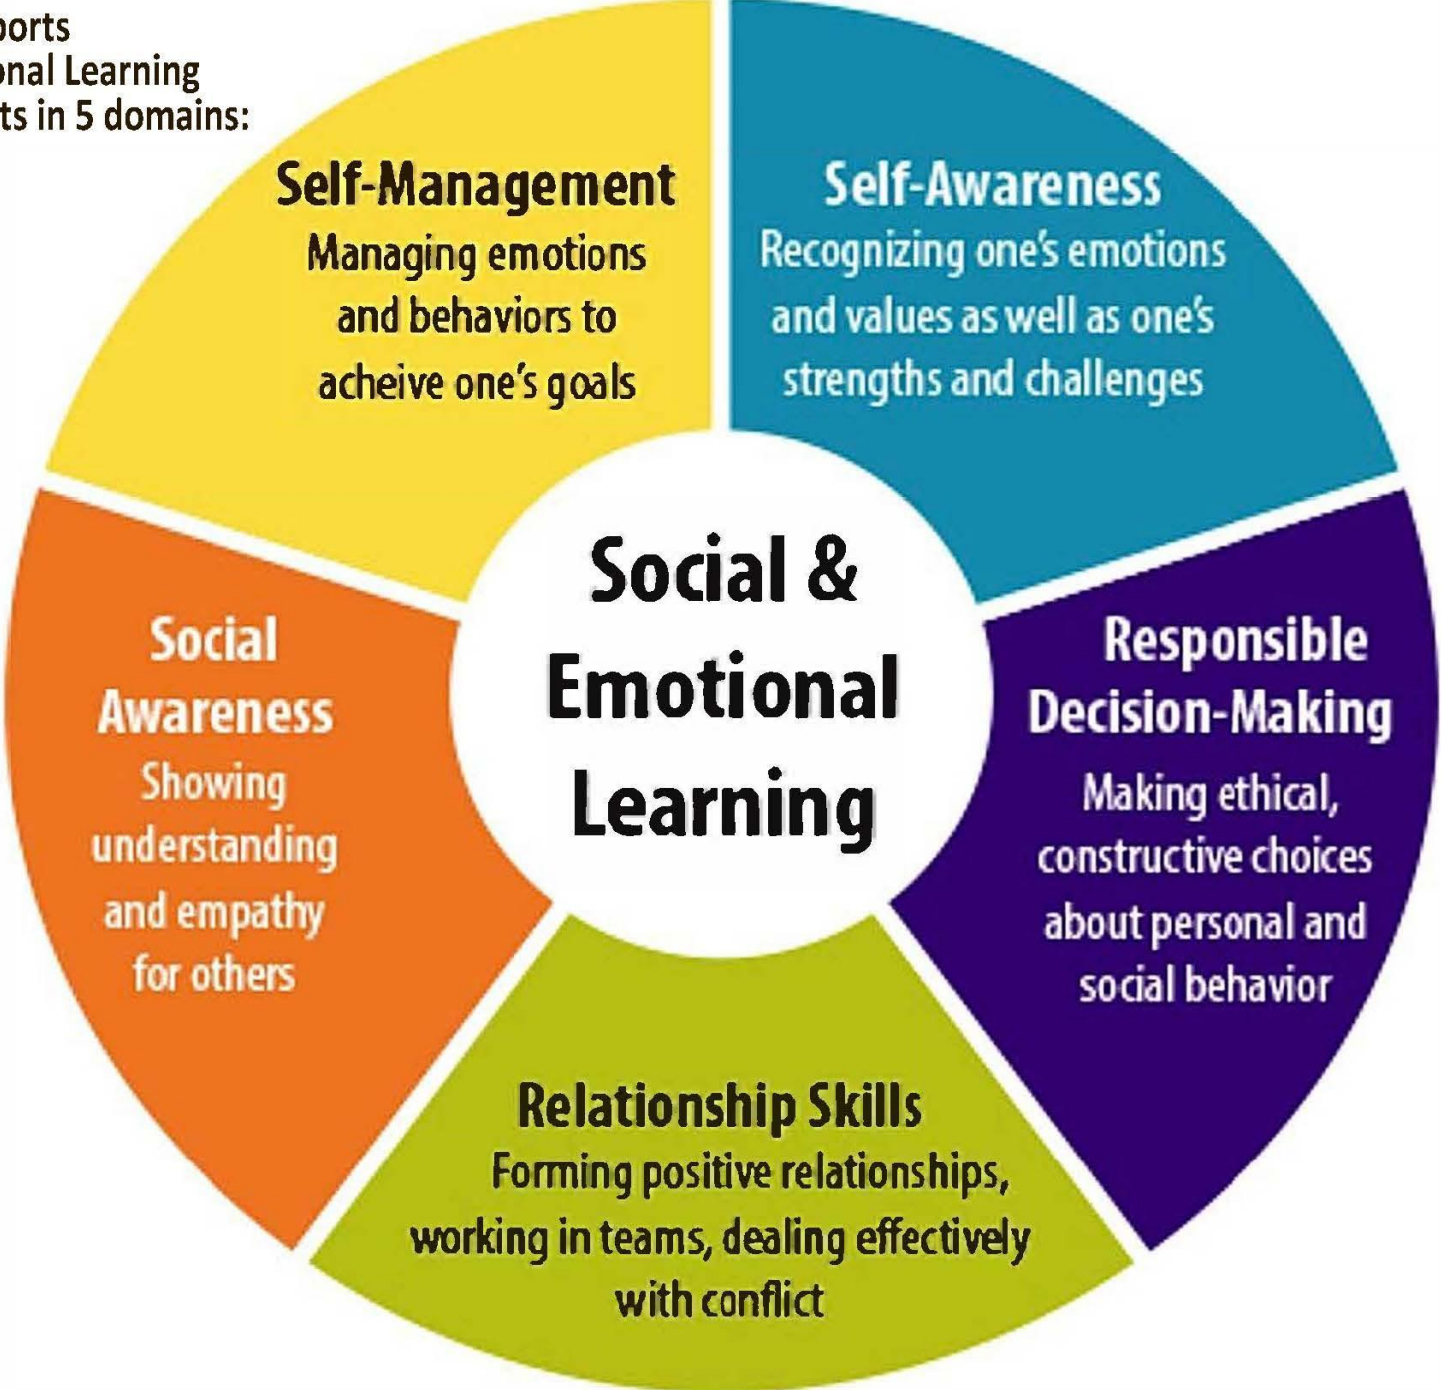 ports
onal Learning
ts in 5 domains:
Self-Management
Managing emotions
and behaviors to
acheive one's goals
Self-Awareness
Recognizing one's emotions
and values as well as one's
strengths and challenges
Social &
Emotional
Learning
Social
Awareness
Showing
understanding
and empathy
for others
Responsible
Decision-Making
Making ethical,
constructive choices
about personal and
social behavior
Relationship Skills
Forming positive relationships,
working in teams, dealing effectively
with conflict